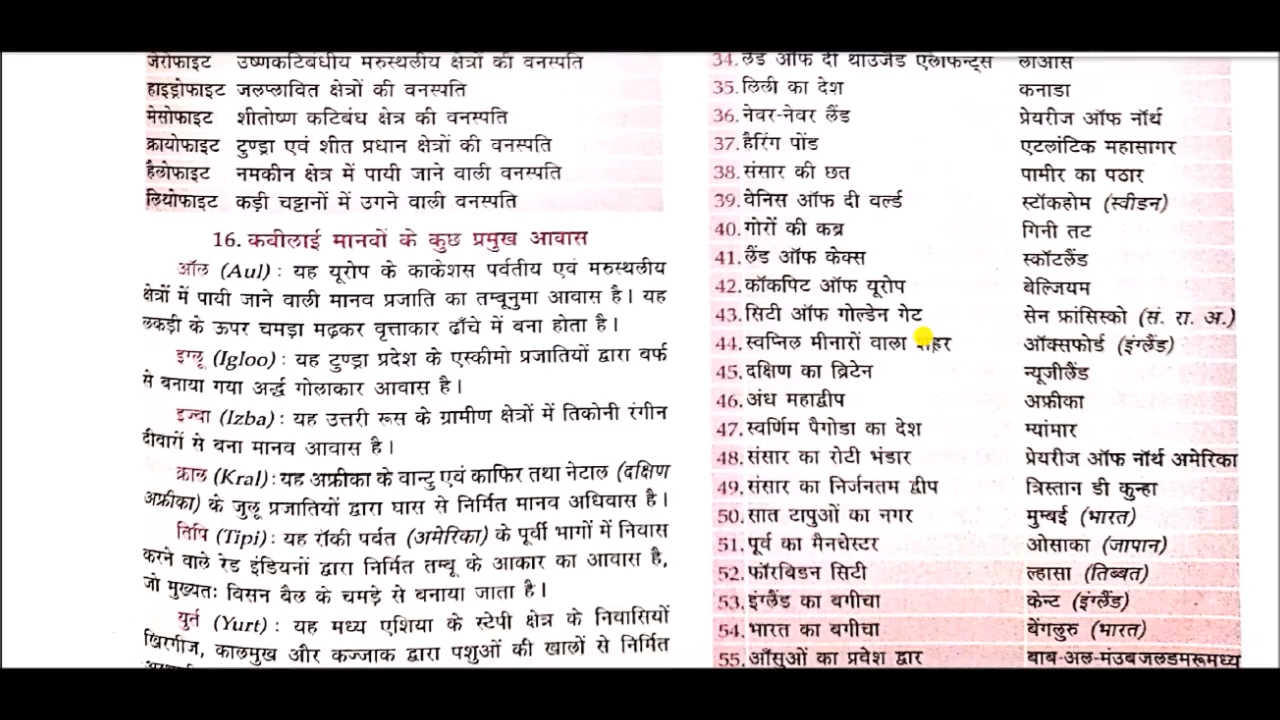 जेरोफाइट उष्णकटिबंधीय मरुस्थलीय क्षेत्रों की वनस्पति
हाइड्रोफाइट जलप्लावित क्षेत्रों की वनस्पति
मेसोफाइट शीतोष्ण कटिबंध क्षेत्र की वनस्पति
क्रायोफाइट टुण्ड्रा एवं शीत प्रधान क्षेत्रों की वनस्पति
हैलोफाइट नमकीन क्षेत्र में पायी जाने वाली वनस्पति
लिथोफाइट कड़ी चट्टानों में उगने वाली वनस्पति
16. कबीलाई मानवों के कुछ प्रमुख आवास
ऑल (Aul) : यह यूरोप के काकेशस पर्वतीय एवं मरुस्थलीय
क्षेत्रों में पायी जाने वाली मानव प्रजाति का तम्बूनुमा आवास है। यह
लकड़ी के ऊपर चमड़ा मढ़कर वृत्ताकार ढाँचे में बना होता है।
इग्लू (Igloo) : यह टुण्ड्रा प्रदेश के एस्कीमो प्रजातियों द्वारा बर्फ
से बनाया गया अर्द्ध गोलाकार आवास है।
इज्बा (Izba) : यह उत्तरी रूस के ग्रामीण क्षेत्रों में तिकोनी रंगीन
दीवारों से बना मानव आवास है।
क्राल (Kral) : यह अफ्रीका के वान्टु एवं काफिर तथा नेटाल (दक्षिण
अफ्रीका) के जुलू प्रजातियों द्वारा घास से निर्मित मानव अधिवास है।
तिपि (Tipi) : यह रॉकी पर्वत (अमेरिका) के पूर्वी भागों में निवास
करने वाले रेड इंडियनों द्वारा निर्मित तम्बू के आकार का आवास है,
जो मुख्यतः विसन बैल के चमड़े से बनाया जाता है।
युर्त (Yurt) : यह मध्य एशिया के स्टेपी क्षेत्र के निवासियों
खिरगीज, कालमुख और कज्जाक द्वारा पशुओं की खालों से निर्मित
34. लैंड ऑफ दी थाउजेंड एलीफेन्ट्स लाओस
35. लिली का देश कनाडा
36. नेवर-नेवर लैंड प्रेयरीज ऑफ नॉर्थ
37. हैरिंग पोंड एटलांटिक महासागर
38. संसार की छत पामीर का पठार
39. वेनिस ऑफ दी वर्ल्ड स्टॉकहोम (स्वीडन)
40. गोरों की कब्र गिनी तट
41. लैंड ऑफ केक्स स्कॉटलैंड
42. कॉकपिट ऑफ यूरोप बेल्जियम
43. सिटी ऑफ गोल्डेन गेट सेन फ्रांसिस्को (सं. रा. अ.)
44. स्वप्निल मीनारों वाला शहर ऑक्सफोर्ड (इंग्लैंड)
45. दक्षिण का ब्रिटेन न्यूजीलैंड
46. अंध महाद्वीप अफ्रीका
47. स्वर्णिम पैगोडा का देश म्यांमार
48. संसार का रोटी भंडार प्रेयरीज ऑफ नॉर्थ अमेरिका
49. संसार का निर्जनतम द्वीप त्रिस्तान डी कुन्हा
50. सात टापुओं का नगर मुम्बई (भारत)
51. पूर्व का मैनचेस्टर ओसाका (जापान)
52. फॉरबिडन सिटी ल्हासा (तिब्बत)
53. इंग्लैंड का बगीचा केन्ट (इंग्लैंड)
54. भारत का बगीचा बेंगलुरु (भारत)
55. आँसुओं का प्रवेश द्वार बाब-अल-मंउबजलडमरूमध्य